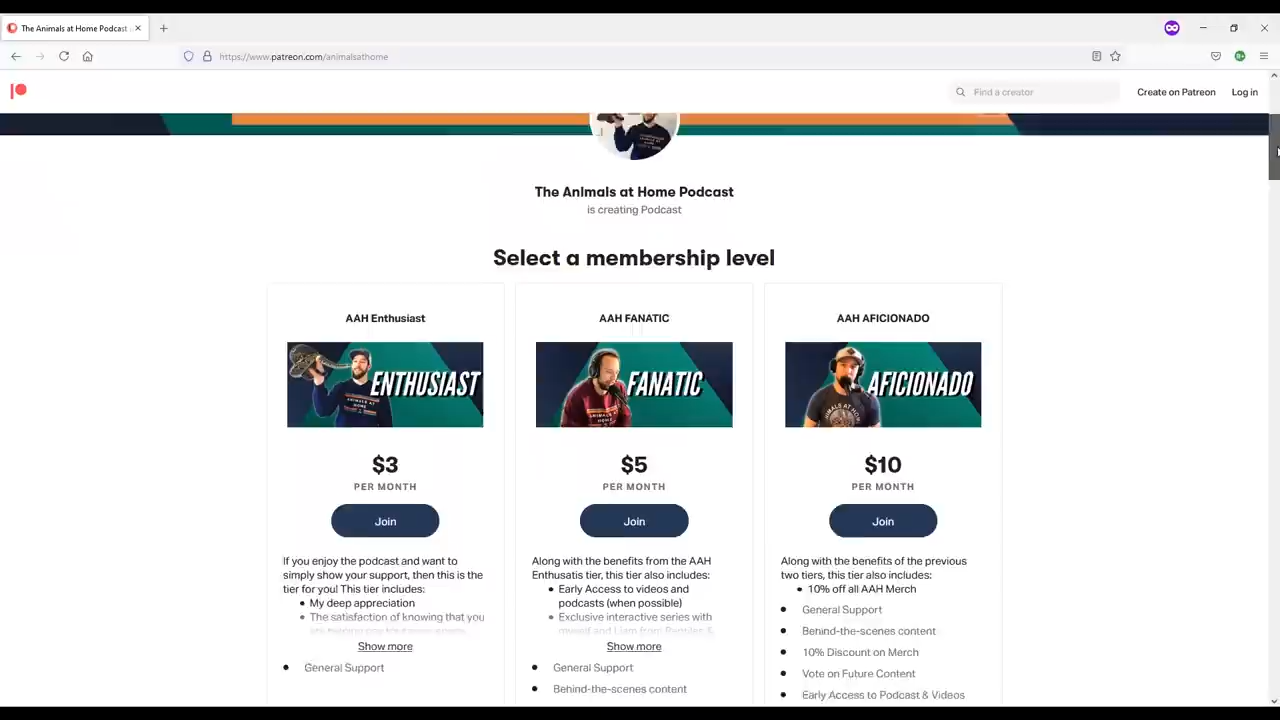 The Animals at Home Podcast
https://www.patreon.com/animalsathome
Find a creator
Create on Patreon
Log in
The Animals at Home Podcast
is creating Podcast
Select a membership level
AAH Enthusiast
ENTHUSIAST
$3
PER MONTH
Join
If you enjoy the podcast and want to
simply show your support, then this is the
tier for you! This tier includes:
My deep appreciation
The satisfaction of knowing that you
Show more
General Support
AAH FANATIC
FANATIC
$5
PER MONTH
Join
Along with the benefits from the AAH
Enthusatis tier, this tier also includes:
Early Access to videos and
podcasts (when possible)
Exclusive interactive series with
Show more
General Support
Behind-the-scenes content
AAH AFICIONADO
AFICIONADO
$10
PER MONTH
Join
Along with the benefits of the previous
two tiers, this tier also includes:
10% off all AAH Merch
General Support
Behind-the-scenes content
10% Discount on Merch
Vote on Future Content
Early Access to Podcast & Videos